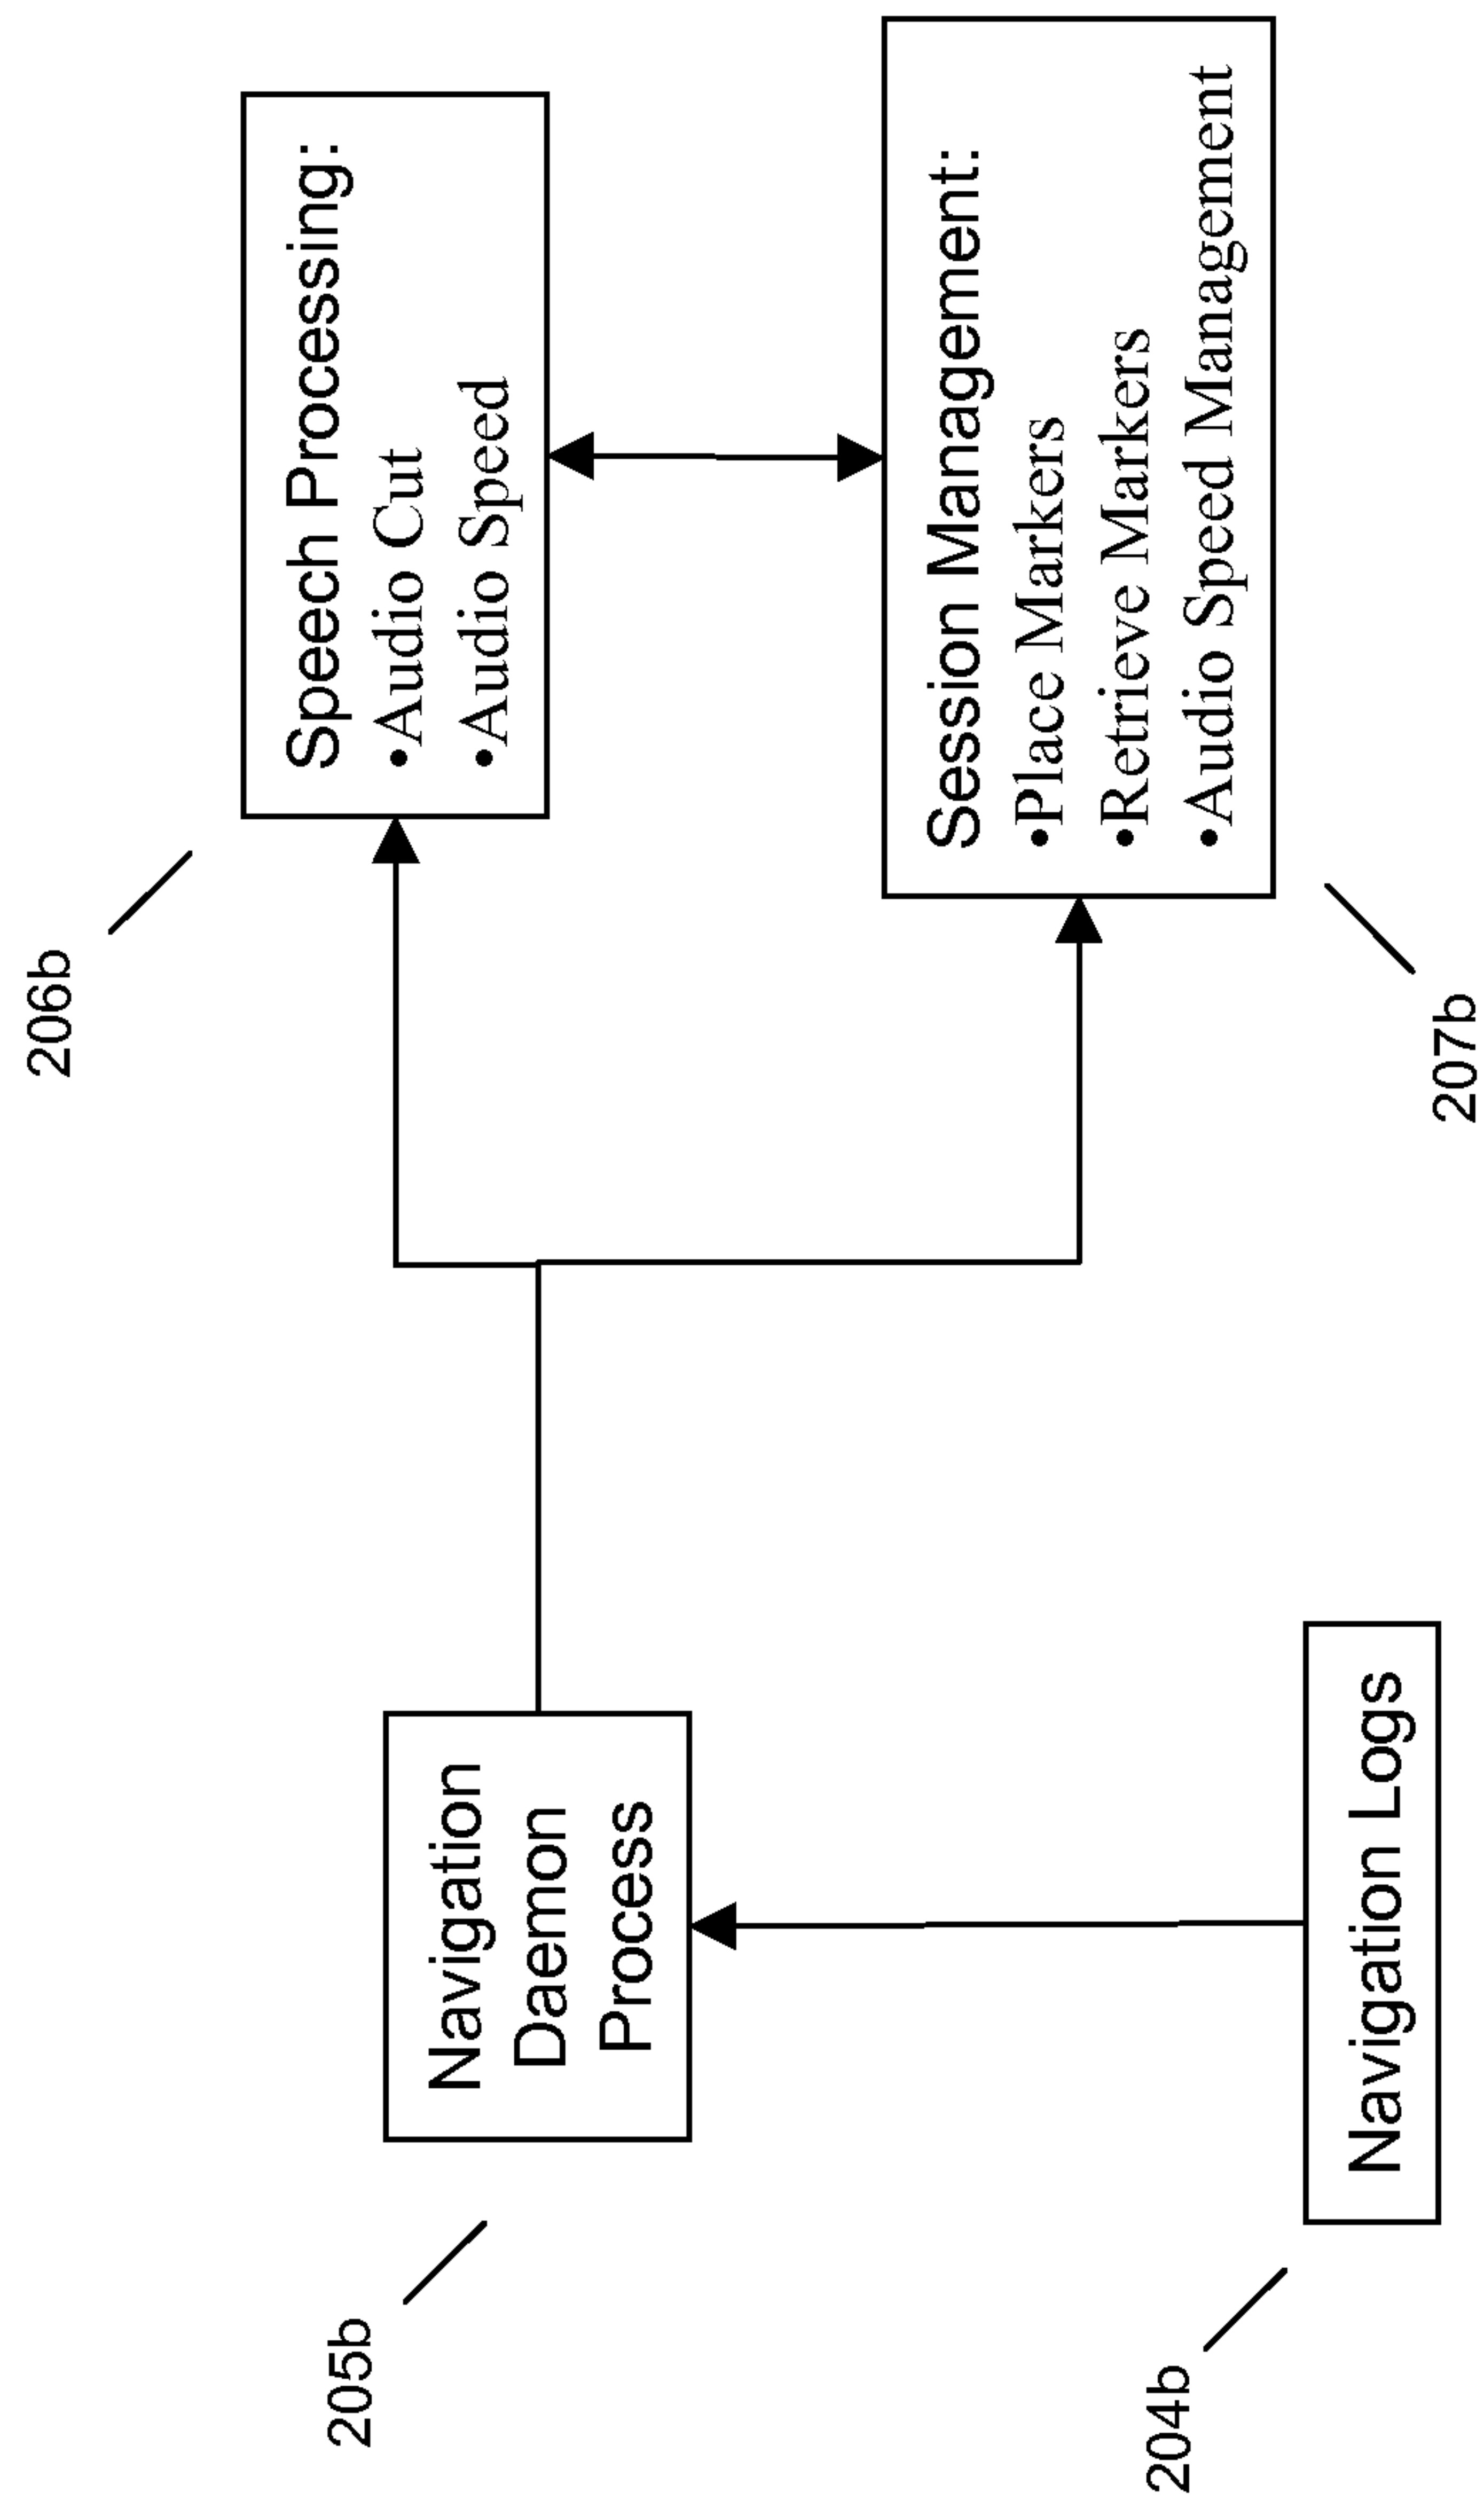 206b
Speech Processing:
•Audio Cut
•Audio Speed
205b
Navigation
Daemon
Process
Session Management:
•Place Markers
•Retrieve Markers
•Audio Speed Management
207b
204b
Navigation Logs